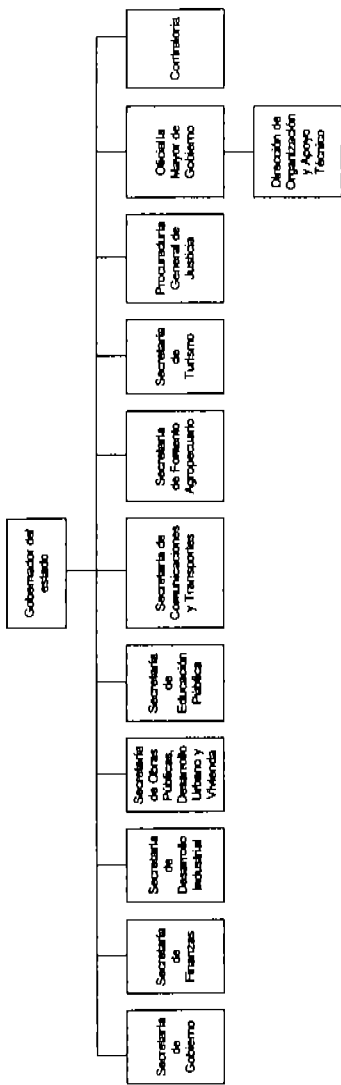 Gobernador del
estado
Secretaría
de
Gobierno
Secretaría
de
Finanzas
Secretaría
de
Desarrollo
Industrial
Secretaría
de Obras
Públicas,
Desarrollo
Urbano y
Vivienda
Secretaría
de
Educación
Pública
Secretaría de
Comunicaciones
y Transportes
Secretaría
de Fomento
Agropecuario
Secretaría
de
Turismo
Procuraduría
General de
Justicia
Oficialía
Mayor de
Gobierno
Contraloría
Dirección de
Organización
y Apoyo
Técnico